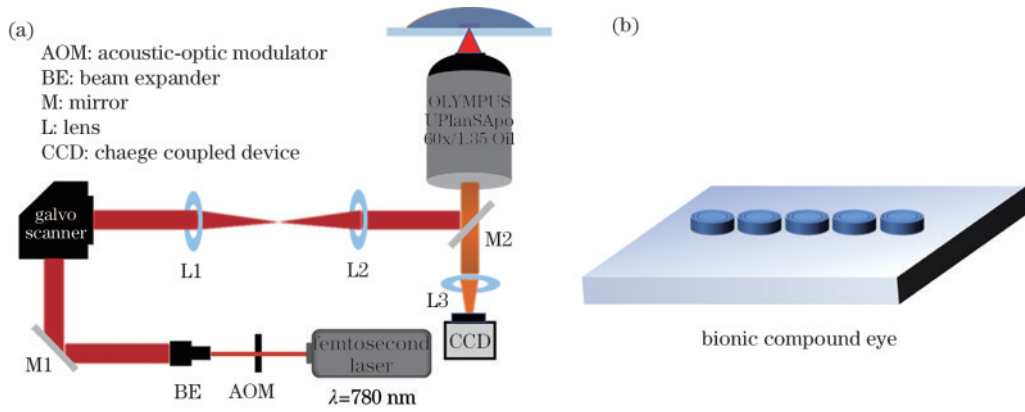 (a)
AOM: acoustic-optic modulator
BE: beam expander
M: mirror
L: lens
CCD: chaege coupled device
OLYMPUS
UPlanSApo
60x/1.35 Oil
galvo
scanner
L1
L2
M2
L3
CCD
M1
BE
AOM
femtosecond
laser
λ=780 nm
(b)
bionic compound eye